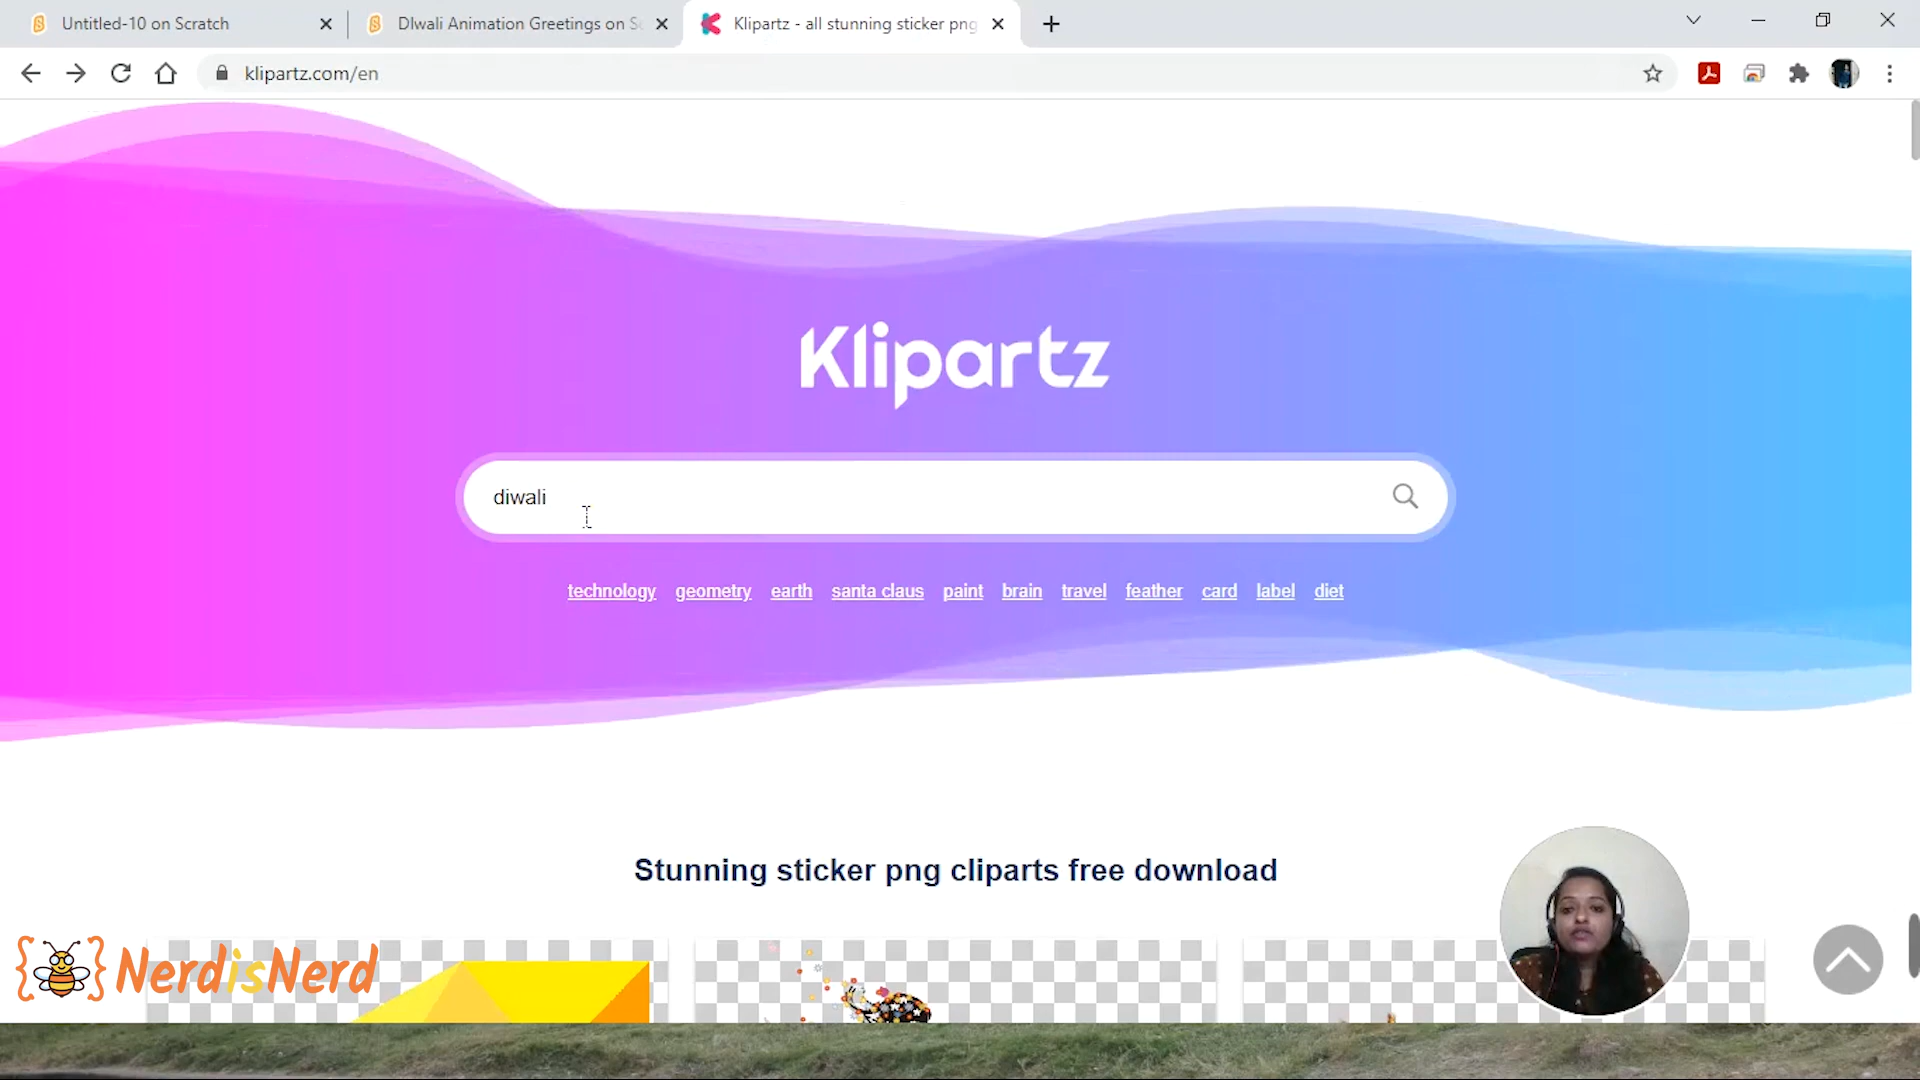 Untitled-10 on Scratch
DIwali Animation Greetings on S
Klipartz - all stunning sticker png
klipartz.com/en
Klipartz
diwali
technology geometry earth santa claus paint brain travel feather card label diet
Stunning sticker png cliparts free download
NerdisNerd